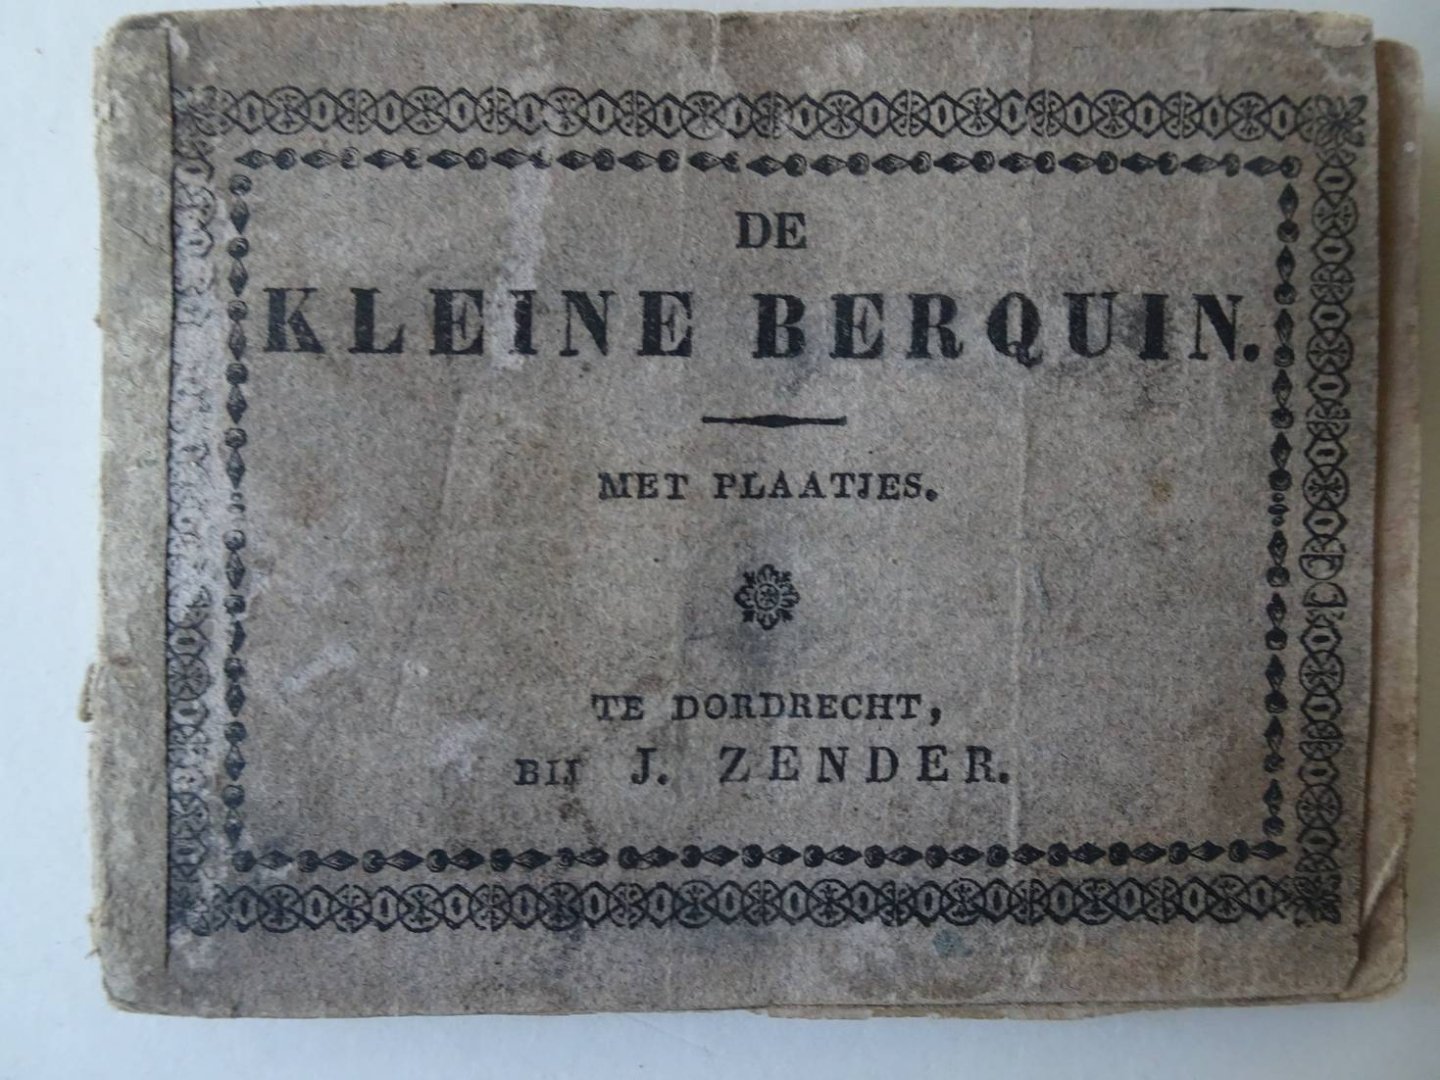 DE
KLEINE BERQUIN.
MET PLAATJES.
TE DORDRECHT,
BIJ J. ZENDER.